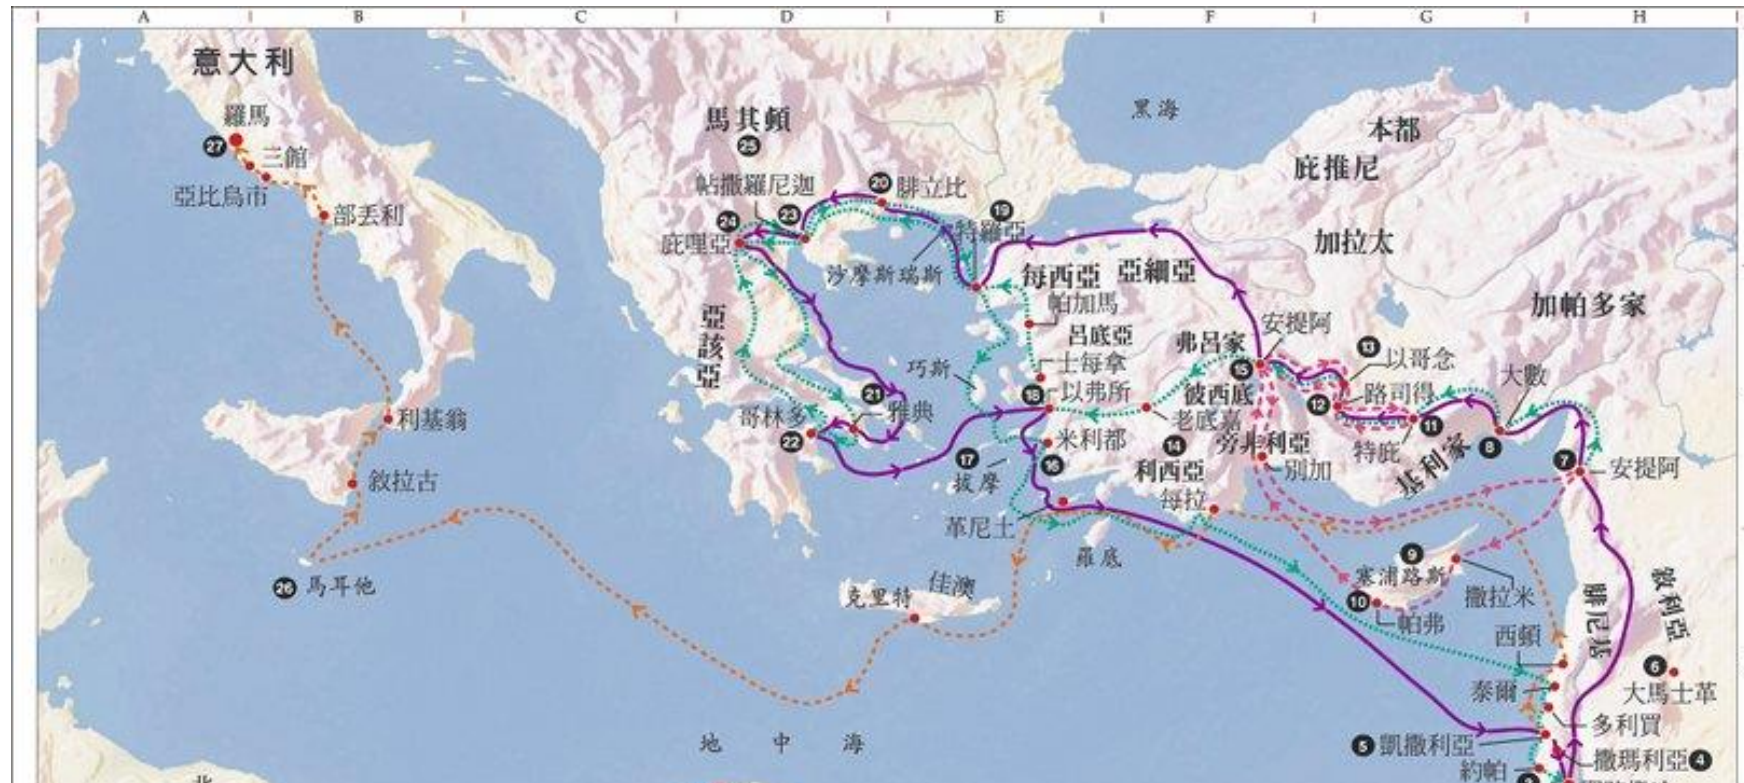 A B C D E F G H
意大利
羅馬
27
三館
亞比烏市
部丟利
利基翁
敘拉古
26 馬耳他
馬其頓
25
帖撒羅尼迦
20 腓立比
24
23
庇哩亞
19
特羅亞
沙摩斯瑞斯
亞該亞
每西亞
亞細亞
帕加馬
呂底亞
士每拿
巧斯
18 以弗所
21
雅典
哥林多
22
老底嘉
米利都
17
拔摩
16
革尼土
羅底
佳澳
克里特
黑海
本都
庇推尼
加拉太
加帕多家
安提阿
弗呂家
15
彼西底
13
以哥念
12 路司得
大數
11
特庇
8
基利家
14
旁非利亞
利西亞
別加
每拉
7 安提阿
9
塞浦路斯
10
撒拉米
帕弗
西頓
腓尼基
敘利亞
6
大馬士革
泰爾
多利買
5 凱撒利亞
撒瑪利亞 4
約帕
地中海